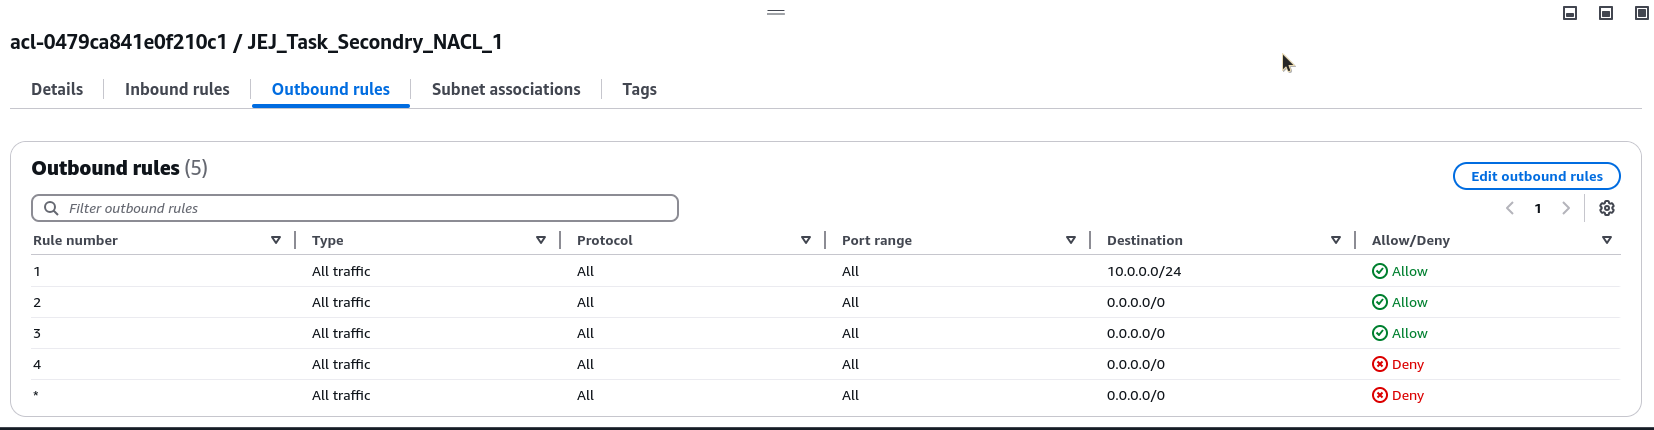 acl-0479ca841e0f210c1 / JEJ_Task_Secondry_NACL_1
Details Inbound rules Outbound rules Subnet associations Tags
Outbound rules (5)
Edit outbound rules
Filter outbound rules
1
Rule number Type Protocol Port range Destination Allow/Deny
1 All traffic All All 10.0.0.0/24 Allow
2 All traffic All All 0.0.0.0/0 Allow
3 All traffic All All 0.0.0.0/0 Allow
4 All traffic All All 0.0.0.0/0 Deny
* All traffic All All 0.0.0.0/0 Deny